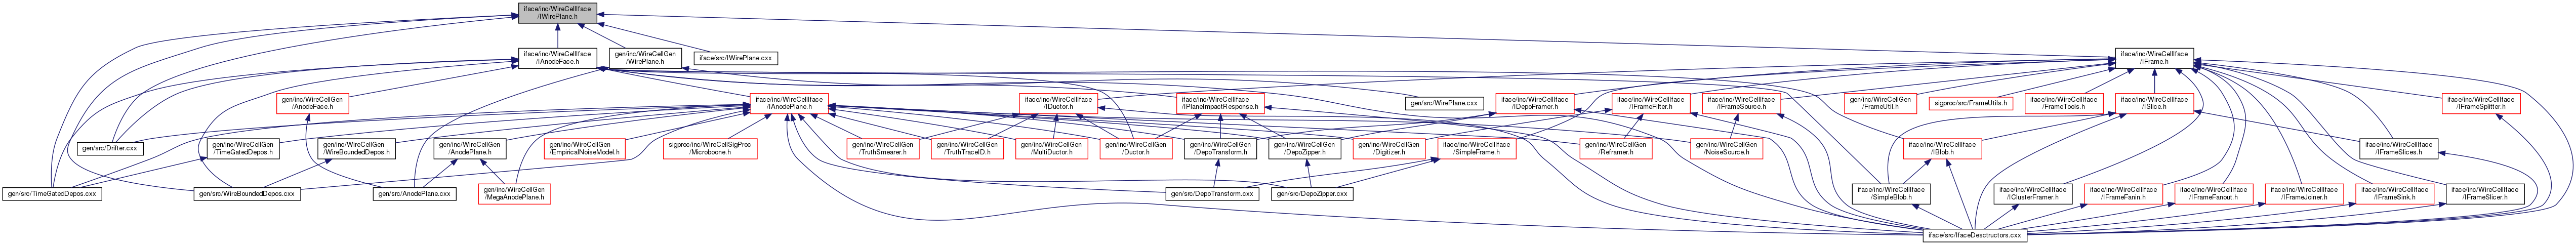 iface/inc/WireCellIface
/IWirePlane.h
iface/inc/WireCellIface
/IAnodeFace.h
gen/inc/WireCellGen
/WirePlane.h
iface/src/IWirePlane.cxx
iface/inc/WireCellIface
/IFrame.h
gen/inc/WireCellGen
/AnodeFace.h
iface/inc/WireCellIface
/IAnodePlane.h
iface/inc/WireCellIface
/IDuctor.h
iface/inc/WireCellIface
/IPlaneImpactResponse.h
gen/src/WirePlane.cxx
iface/inc/WireCellIface
/IDepoFramer.h
iface/inc/WireCellIface
/IFrameFilter.h
iface/inc/WireCellIface
/IFrameSource.h
gen/inc/WireCellGen
/FrameUtil.h
sigproc/src/FrameUtils.h
iface/inc/WireCellIface
/IFrameTools.h
iface/inc/WireCellIface
/ISlice.h
iface/inc/WireCellIface
/IFrameSplitter.h
gen/src/Drifter.cxx
gen/inc/WireCellGen
/TimeGatedDepos.h
gen/inc/WireCellGen
/WireBoundedDepos.h
gen/inc/WireCellGen
/AnodePlane.h
gen/inc/WireCellGen
/EmpiricalNoiseModel.h
sigproc/inc/WireCellSigProc
/Microboone.h
gen/inc/WireCellGen
/TruthSmearer.h
gen/inc/WireCellGen
/TruthTraceID.h
gen/inc/WireCellGen
/MultiDuctor.h
gen/inc/WireCellGen
/Ductor.h
gen/inc/WireCellGen
/DepoTransform.h
gen/inc/WireCellGen
/DepoZipper.h
gen/inc/WireCellGen
/Digitizer.h
iface/inc/WireCellIface
/SimpleFrame.h
gen/inc/WireCellGen
/Reframer.h
gen/inc/WireCellGen
/NoiseSource.h
iface/inc/WireCellIface
/IBlob.h
iface/inc/WireCellIface
/IFrameSlices.h
gen/src/TimeGatedDepos.cxx
gen/src/WireBoundedDepos.cxx
gen/src/AnodePlane.cxx
gen/inc/WireCellGen
/MegaAnodePlane.h
gen/src/DepoTransform.cxx
gen/src/DepoZipper.cxx
iface/inc/WireCellIface
/SimpleBlob.h
iface/inc/WireCellIface
/IClusterFramer.h
iface/inc/WireCellIface
/IFrameFanin.h
iface/inc/WireCellIface
/IFrameFanout.h
iface/inc/WireCellIface
/IFrameJoiner.h
iface/inc/WireCellIface
/IFrameSink.h
iface/inc/WireCellIface
/IFrameSlicer.h
iface/src/IfaceDesctructors.cxx